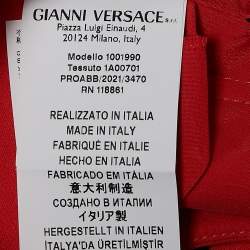 GIANNI VERSACE S.r.l.
Piazza Luigi Einaudi, 4
20124 Milano, Italy
Modello 1001990
Tessuto 1A00701
PROABB/2021/3470
RN 118861
REALIZZATO IN ITALIA
MADE IN ITALY
FABRIQUÉ EN ITALIE
HECHO EN ITALIA
FABRICADO EM ITÁLIA
意大利制造
СОЗДАНО В ИТАЛИИ
イタリア製
HERGESTELLT IN ITALIEN
İTALYA'DA ÜRETİLMİŞTİR